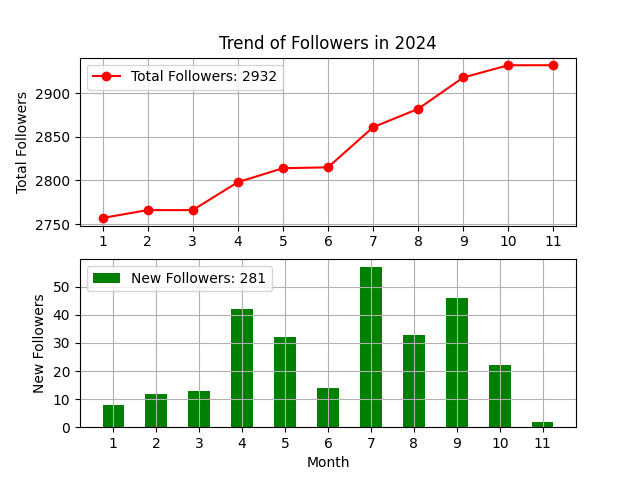 Trend of Followers in 2024
Total Followers: 2932
Total Followers
2900
2850
2800
2750
1 2 3 4 5 6 7 8 9 10 11
New Followers: 281
New Followers
50
40
30
20
10
0
1 2 3 4 5 6 7 8 9 10 11
Month